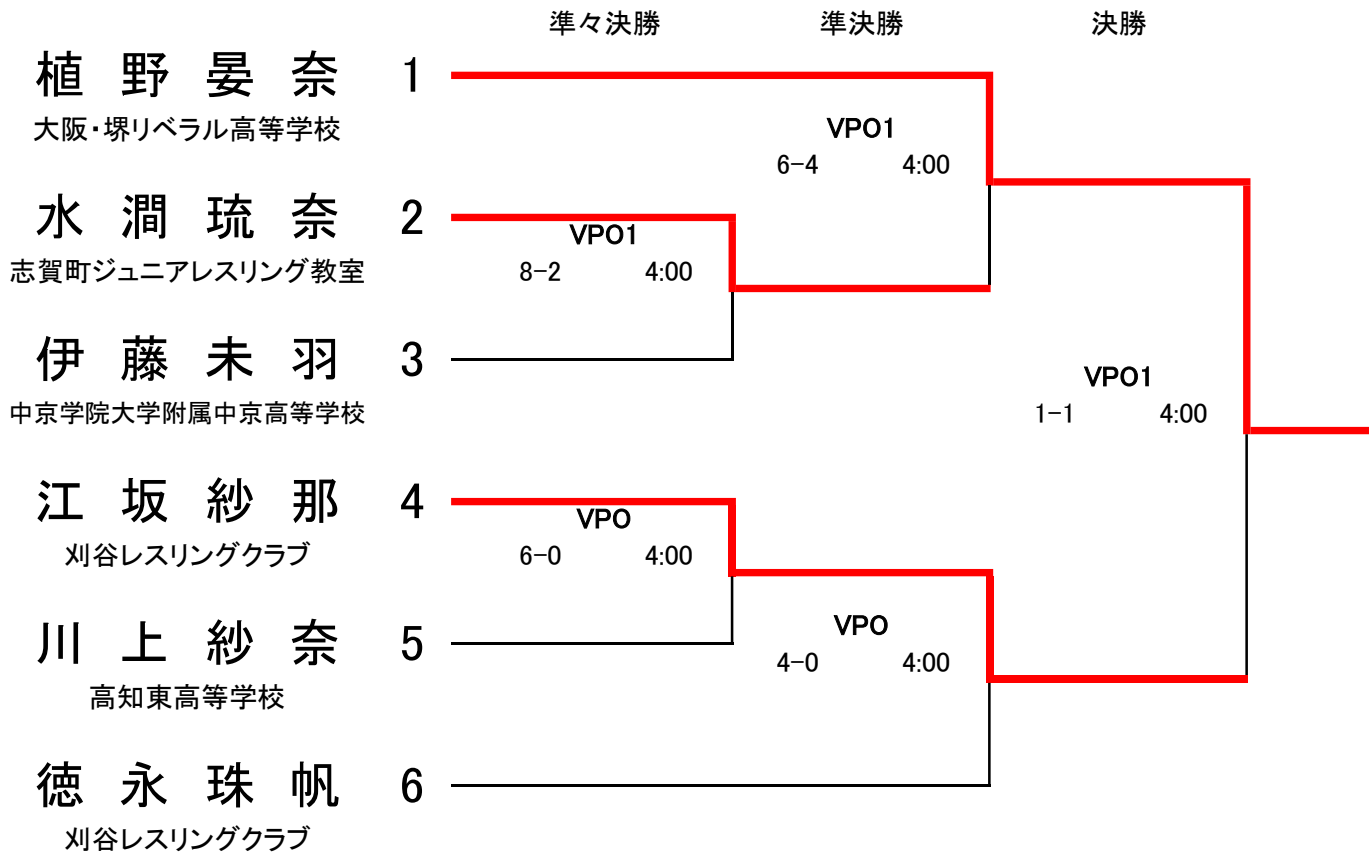 準々決勝 準決勝 決勝
植野晏奈 1
大阪・堺リベラル高等学校
VPO1
6-4 4:00
水澗琉奈 2
志賀町ジュニアレスリング教室
VPO1
8-2 4:00
伊藤未羽 3
中京学院大学附属中京高等学校
VPO1
1-1 4:00
江坂紗那 4
刈谷レスリングクラブ
VPO
6-0 4:00
川上紗奈 5
高知東高等学校
VPO
4-0 4:00
徳永珠帆 6
刈谷レスリングクラブ